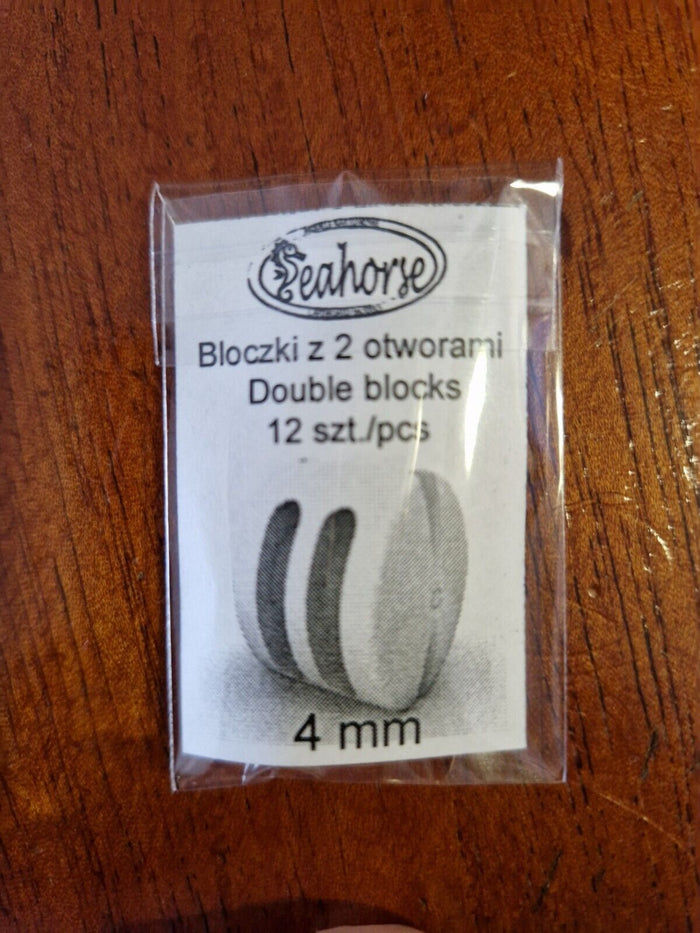 Seahorse
Bloczki z 2 otworami
Double blocks
12 szt./pcs
4 mm